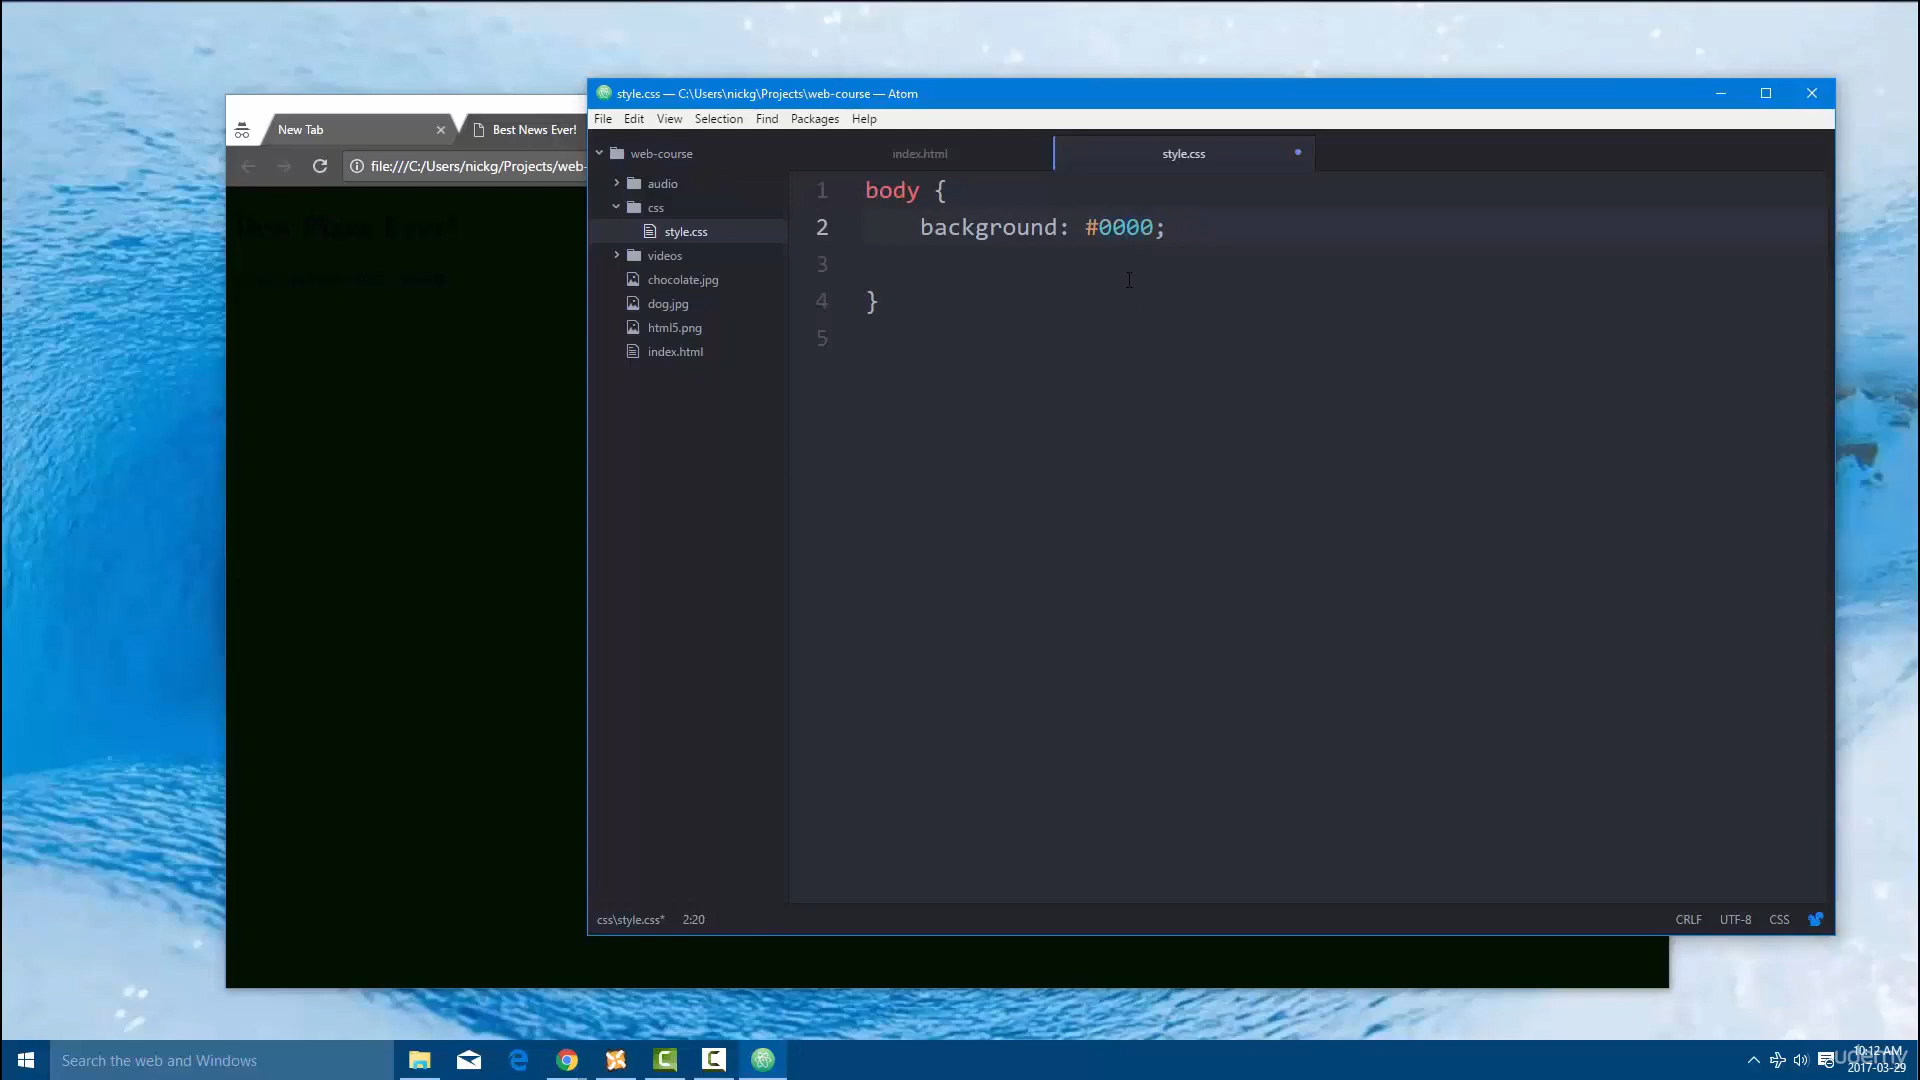 style.css — C:\Users\nickg\Projects\web-course — Atom
File Edit View Selection Find Packages Help
New Tab
Best News Ever!
file:///C:/Users/nickg/Projects/web-
web-course
audio
css
style.css
videos
chocolate.jpg
dog.jpg
html5.png
index.html
index.html
style.css
1 body {
2 background: #0000;
3
4 }
5
css\style.css* 2:20
CRLF UTF-8 CSS
Search the web and Windows
10:12 AM
udemy
2017-03-29